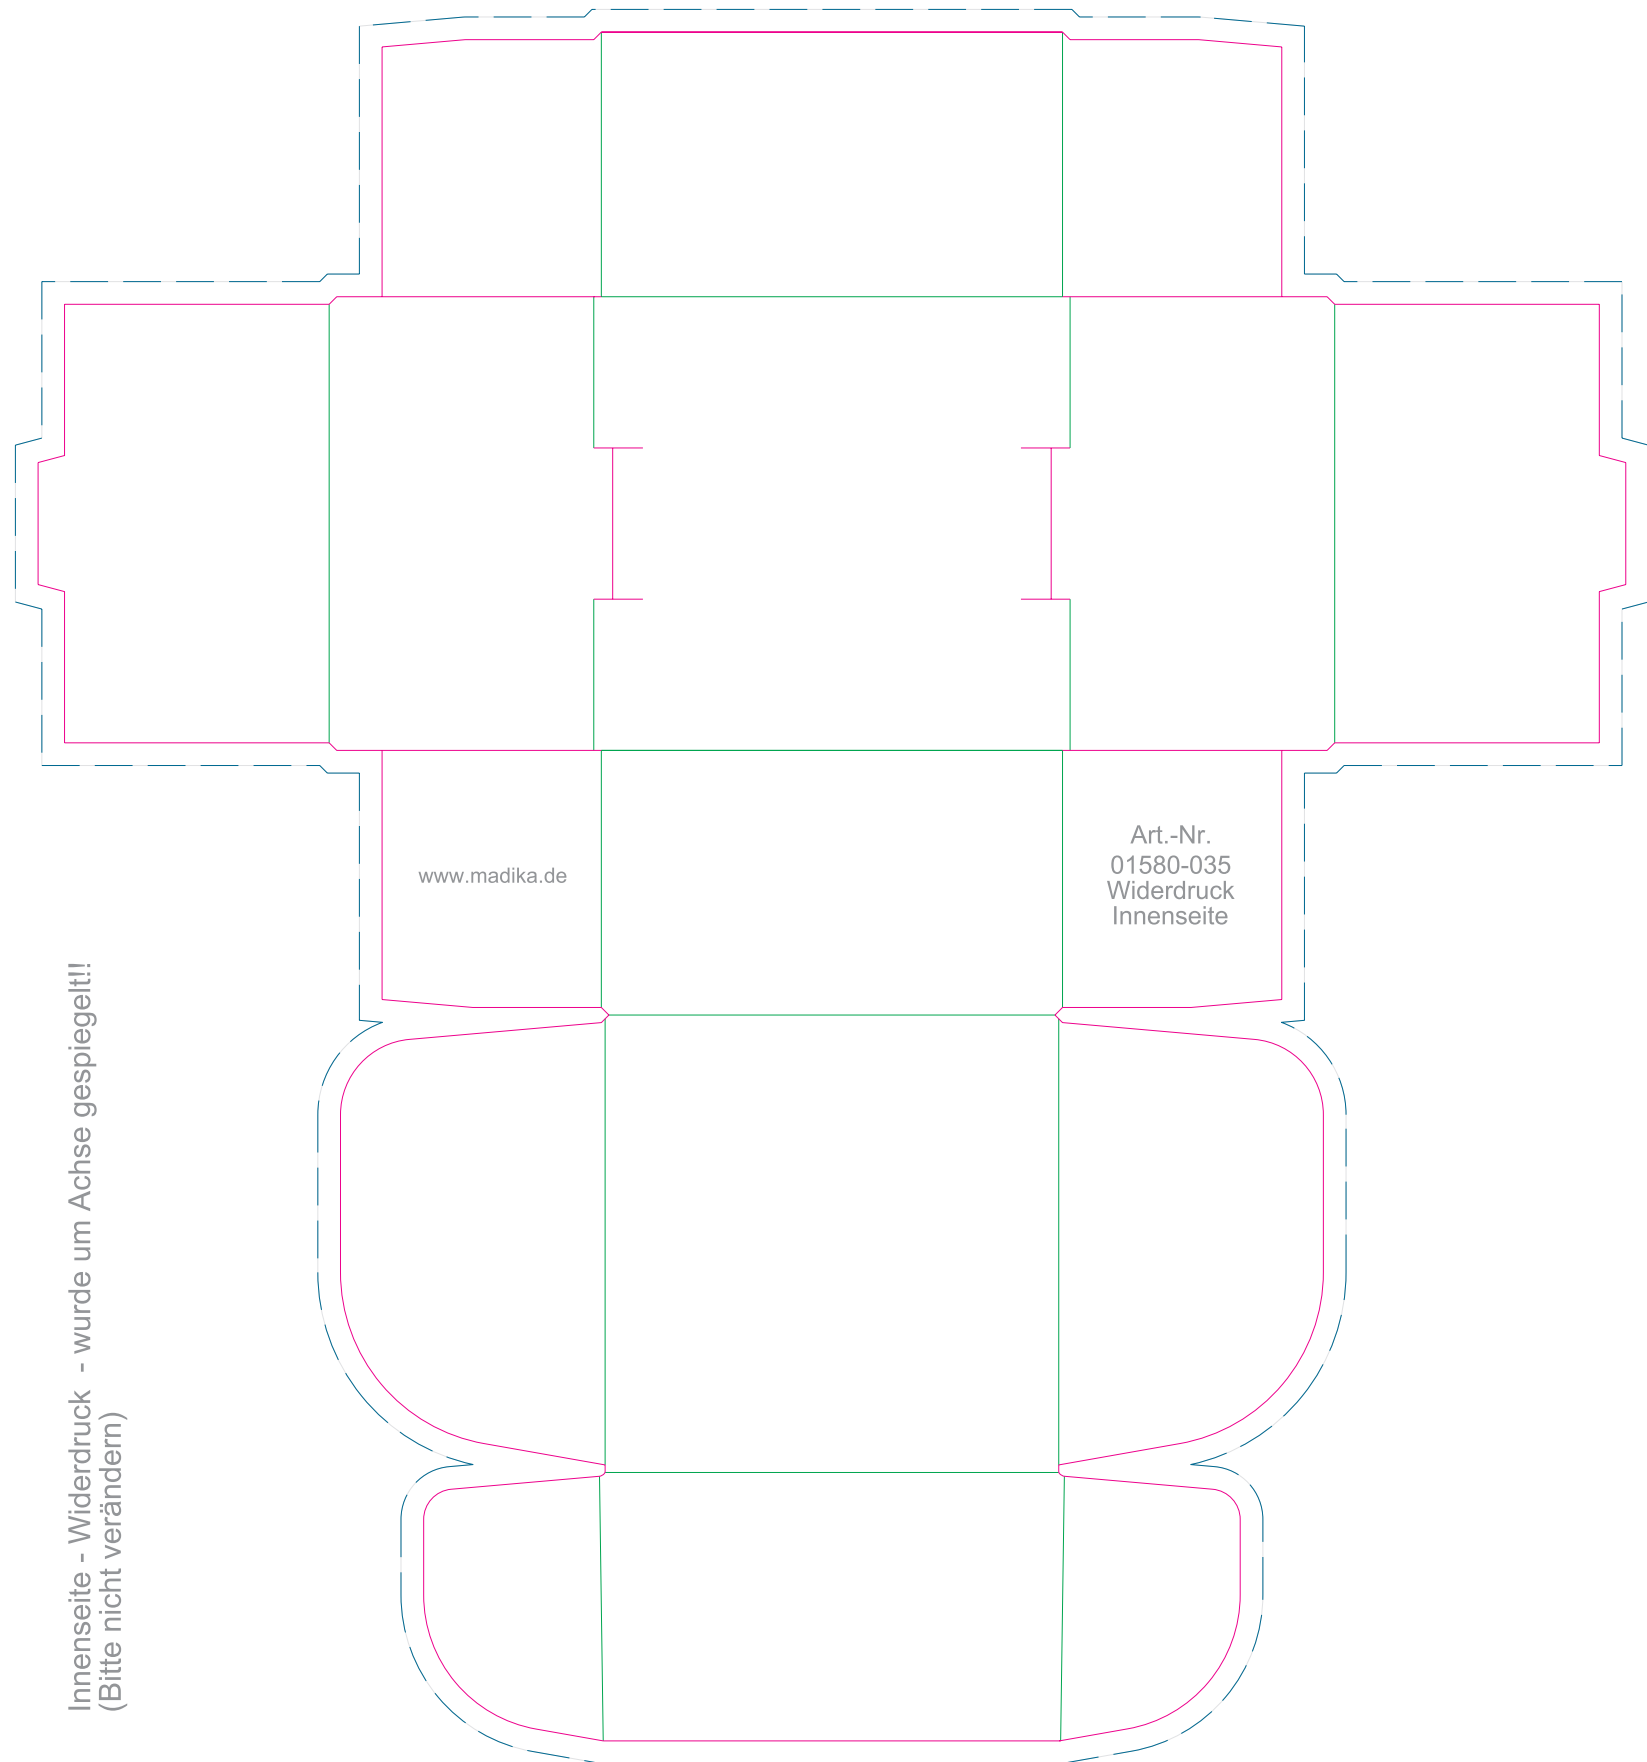 www.madika.de
Art.-Nr.
01580-035
Widerdruck
Innenseite
Innenseite - Widerdruck - wurde um Achse gespiegelt!!
(Bitte nicht verändern)